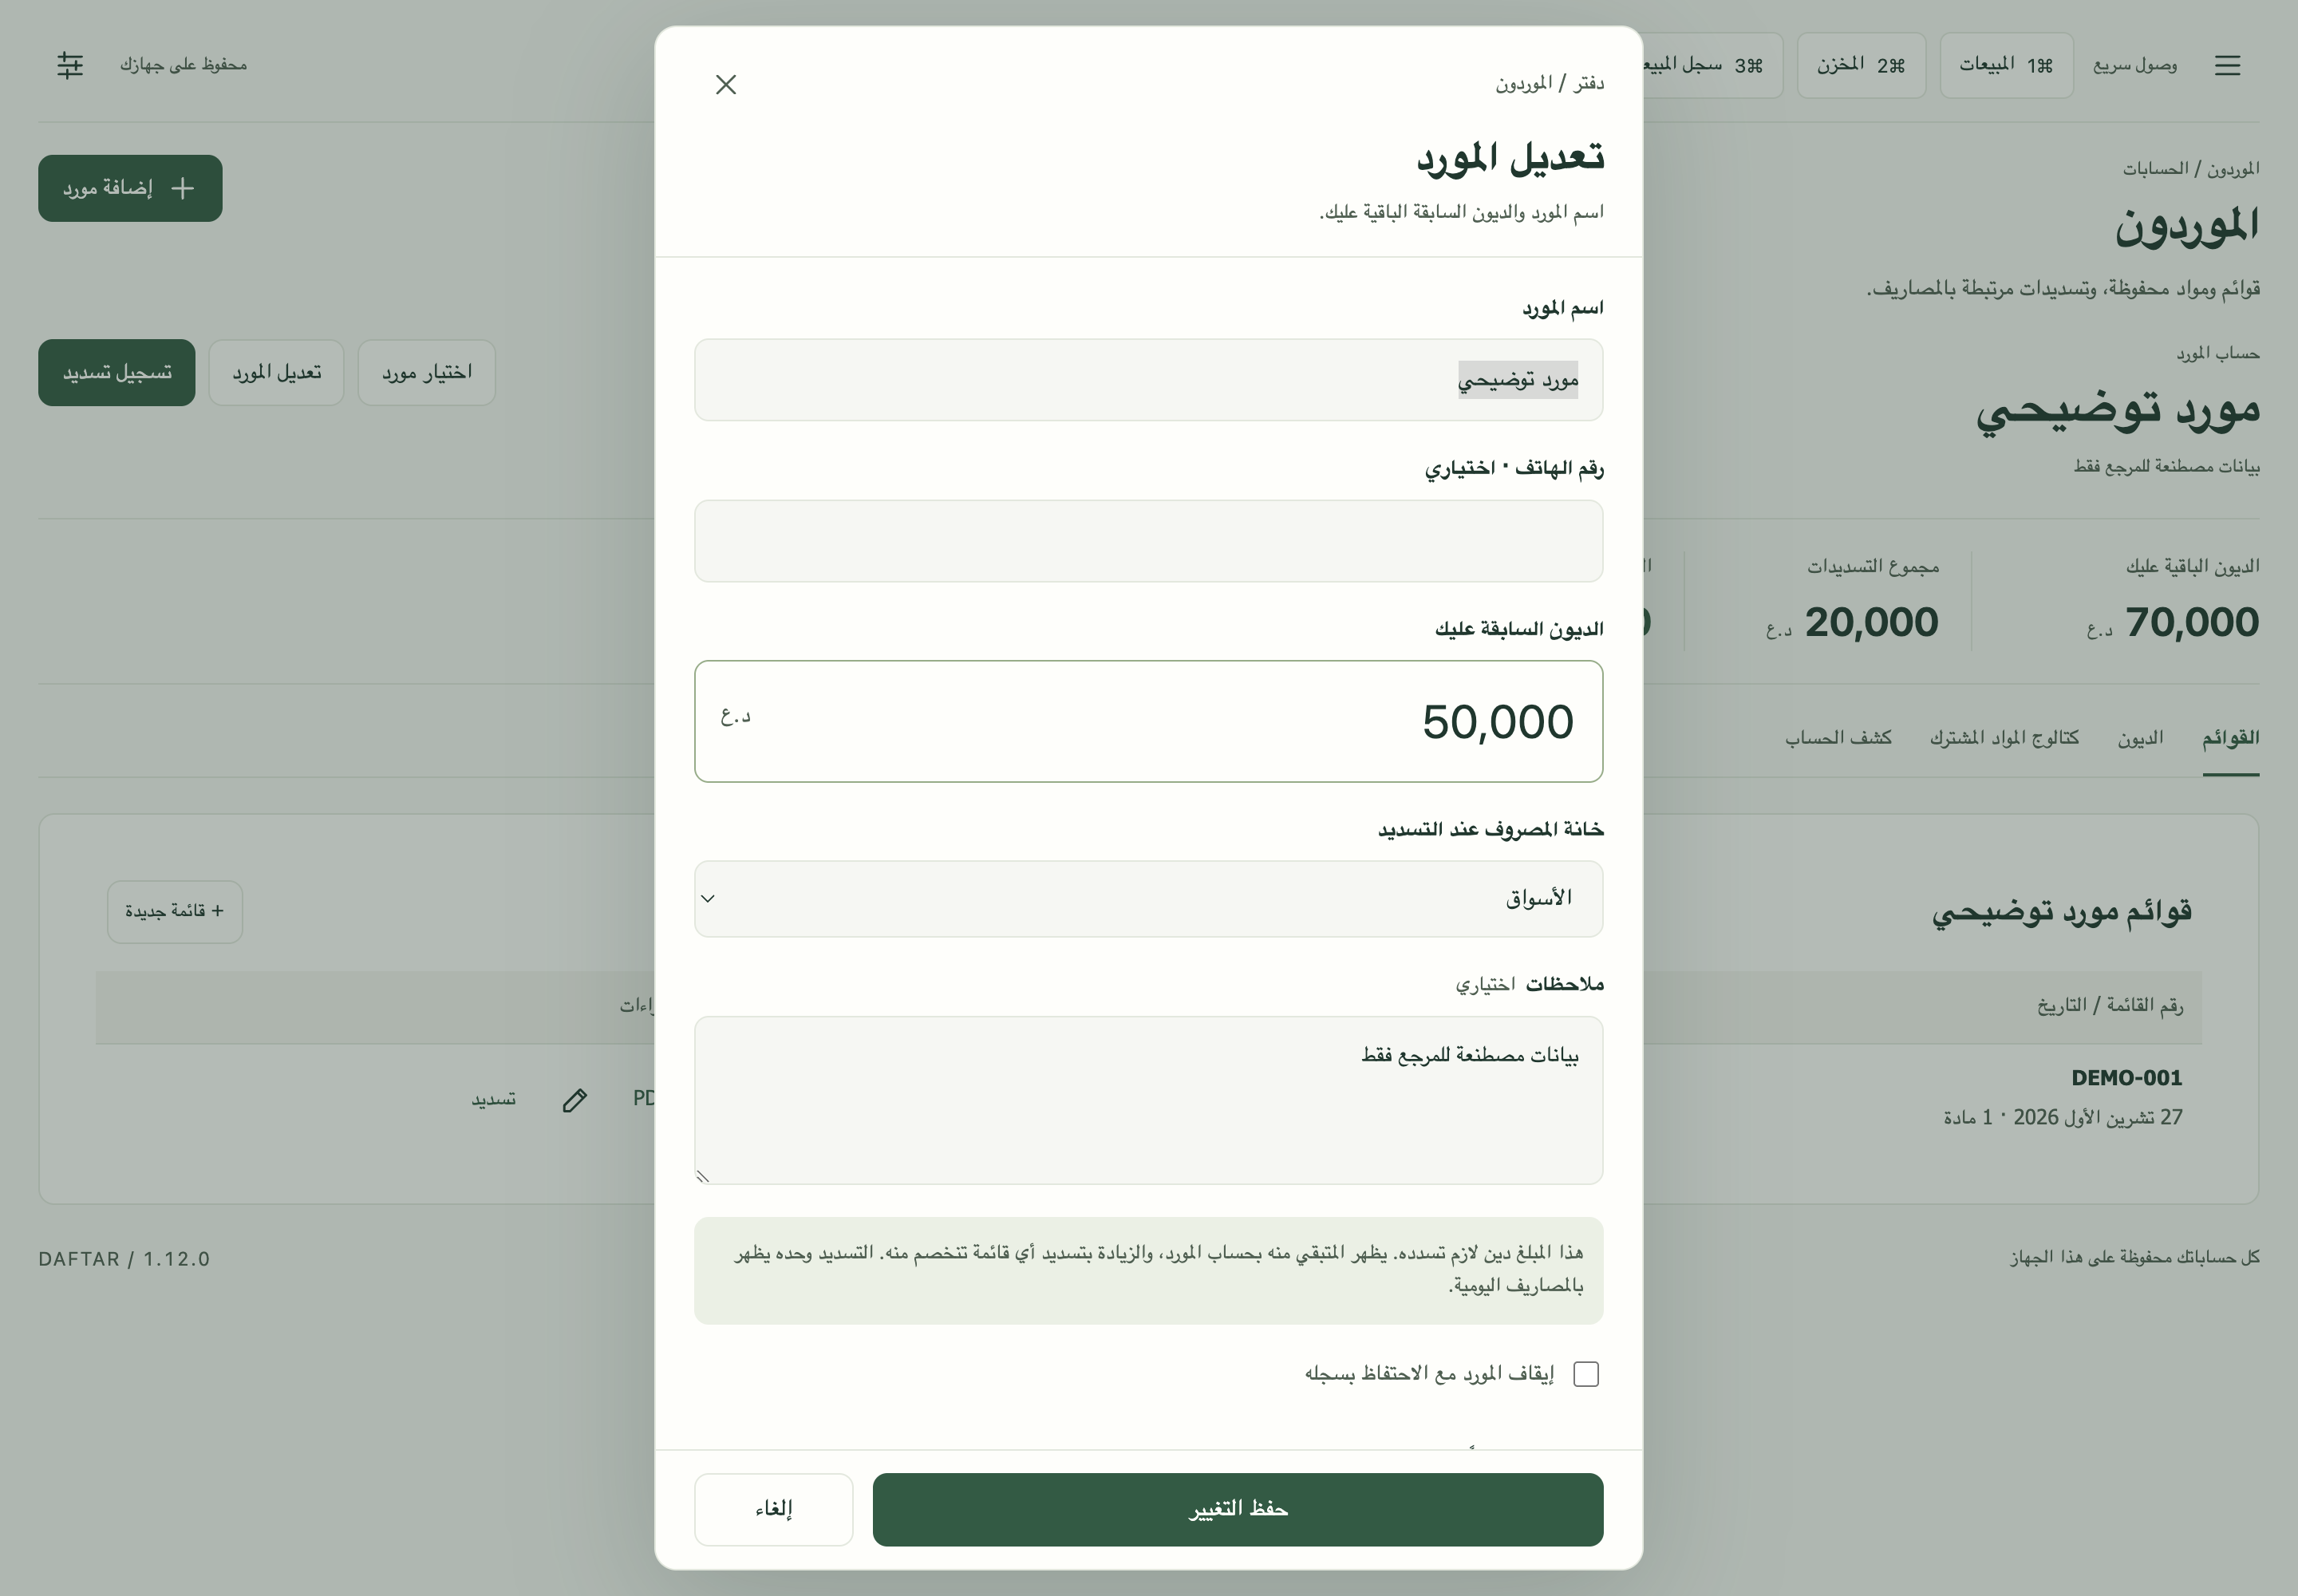 وصول سريع
⌘1 المبيعات
⌘2 المخزن
⌘3 سجل
محفوظ على جهازك
الموردون / الحسابات
الموردون
قوائم ومواد محفوظة، وتسديدات مرتبطة بالمصاريف.
إضافة مورد
حساب المورد
مورد توضيحي
بيانات مصطنعة للمرجع فقط
اختيار مورد
تعديل المورد
تسجيل تسديد
الديون الباقية عليك
70,000 د.ع
مجموع التسديدات
20,000 د.ع
القوائم
الديون
كتالوج المواد المشترك
كشف الحساب
قوائم مورد توضيحي
+ قائمة جديدة
رقم القائمة / التاريخ
DEMO-001
27 تشرين الأول 2026 · 1 مادة
تسديد
كل حساباتك محفوظة على هذا الجهاز
DAFTAR / 1.12.0
دفتر / الموردون
تعديل المورد
اسم المورد والديون السابقة الباقية عليك.
اسم المورد
مورد توضيحي
رقم الهاتف · اختياري
الديون السابقة عليك
50,000 د.ع
خانة المصروف عند التسديد
الأسواق
ملاحظات اختياري
بيانات مصطنعة للمرجع فقط
هذا المبلغ دين لازم تسدده. يظهر المتبقي منه بحساب المورد، والزيادة بتسديد أي قائمة تنخصم منه. التسديد وحده يظهر
بالمصاريف اليومية.
إيقاف المورد مع الاحتفاظ بسجله
حفظ التغيير
إلغاء